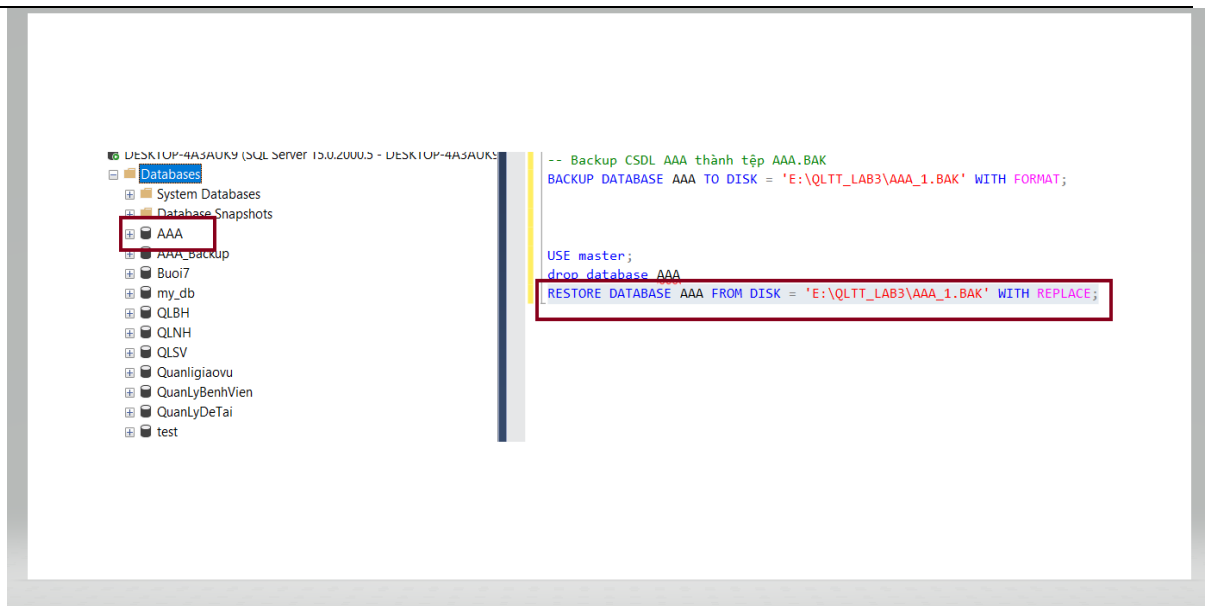 DESKTOP-4A3AUK9 (SQL Server 15.0.2000.5 - DESKTOP-4A3AUK9
Databases
System Databases
Database Snapshots
AAA
AAA_Backup
Buoi7
my_db
QLBH
QLNH
QLSV
Quanligiaovu
QuanLyBenhVien
QuanLyDeTai
test
-- Backup CSDL AAA thành tệp AAA.BAK
BACKUP DATABASE AAA TO DISK = 'E:\QLTT_LAB3\AAA_1.BAK' WITH FORMAT;
USE master;
drop database AAA
RESTORE DATABASE AAA FROM DISK = 'E:\QLTT_LAB3\AAA_1.BAK' WITH REPLACE;